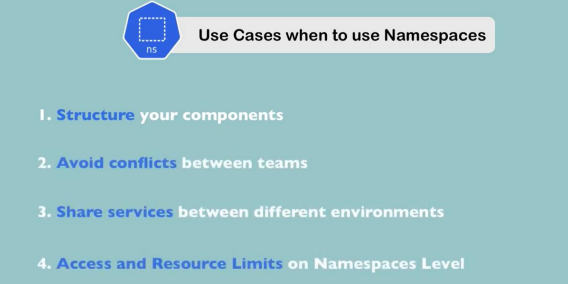 Use Cases when to use Namespaces
ns
1. Structure your components
2. Avoid conflicts between teams
3. Share services between different environments
4. Access and Resource Limits on Namespaces Level